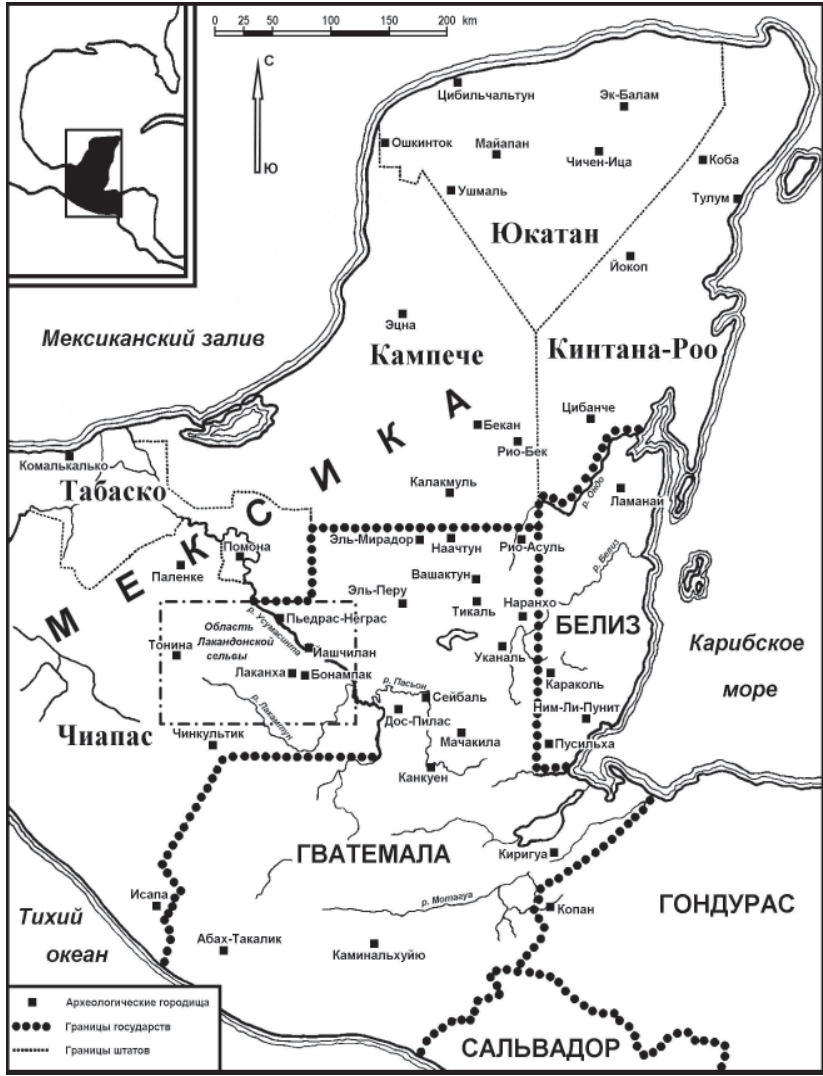 0 25 50 100 150 200 km
С
Ю
Цибильчальтун
Эк-Балам
Ошкинток
Майапан
Чичен-Ица
Коба
Ушмаль
Тулум
Юкатан
Йокоп
Эцна
Мексиканский залив
Кампече
Кинтана-Роо
Цибанче
Бекан
Рио-Бек
МЕКСИКА
Комалькалько
Табаско
Калакмуль
р. Ондо
Ламанай
Помона
Эль-Мирадор
Наачтун
Рио-Асуль
Паленке
Вашактун
р. Белиз
Эль-Перу
Тикаль
Наранхо
Область
Лакандонской
сельвы
р. Усумасинта
Пьедрас-Неграс
БЕЛИЗ
Карибское
море
Тонина
Йашчилан
Уканаль
Лаканха
Бонампак
р. Пасьон
Сейбаль
Караколь
р. Лакантун
Дос-Пилас
Ним-Ли-Пунит
Чиапас
Чинкультик
Мачакила
Пусильха
Канкуен
ГВАТЕМАЛА
Киригуа
Исапа
р. Мотагуа
Копан
ГОНДУРАС
Тихий
океан
Абах-Такалик
Каминальхуйю
Археологические городища
Границы государств
Границы штатов
САЛЬВАДОР